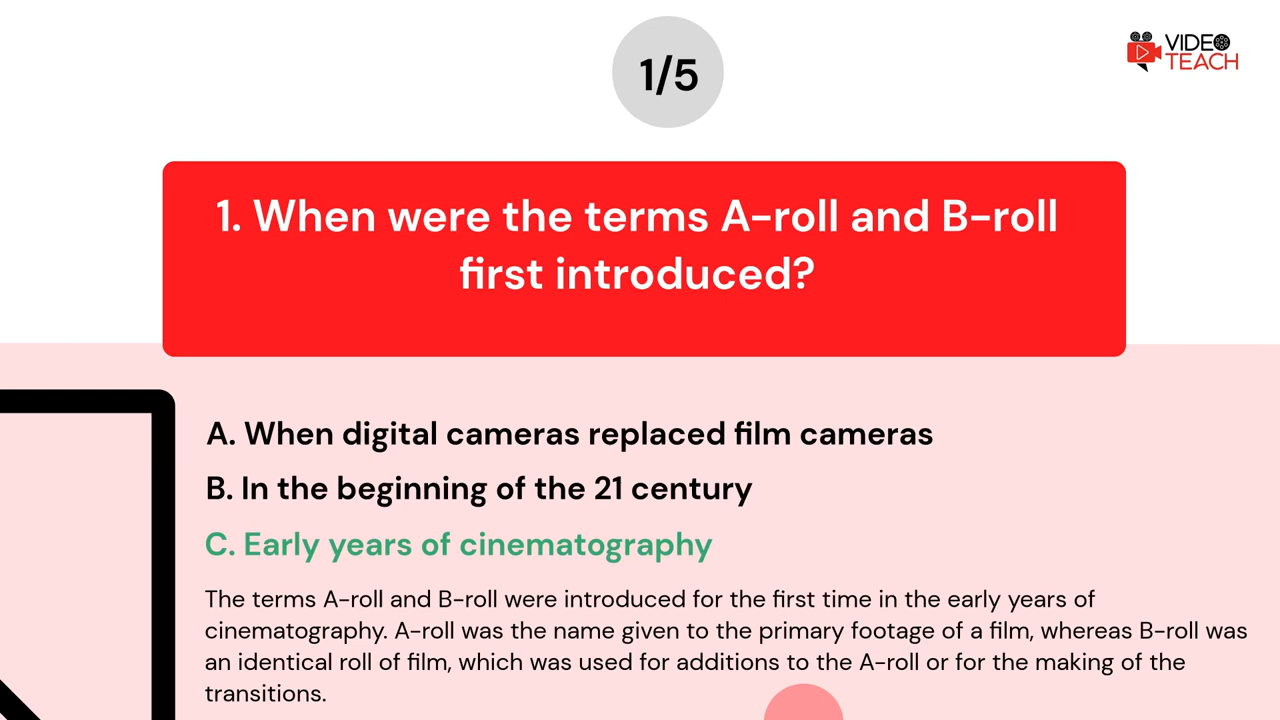 1/5
VIDEO
TEACH
1. When were the terms A-roll and B-roll
first introduced?
A. When digital cameras replaced film cameras
B. In the beginning of the 21 century
C. Early years of cinematography
The terms A-roll and B-roll were introduced for the first time in the early years of
cinematography. A-roll was the name given to the primary footage of a film, whereas B-roll was
an identical roll of film, which was used for additions to the A-roll or for the making of the
transitions.